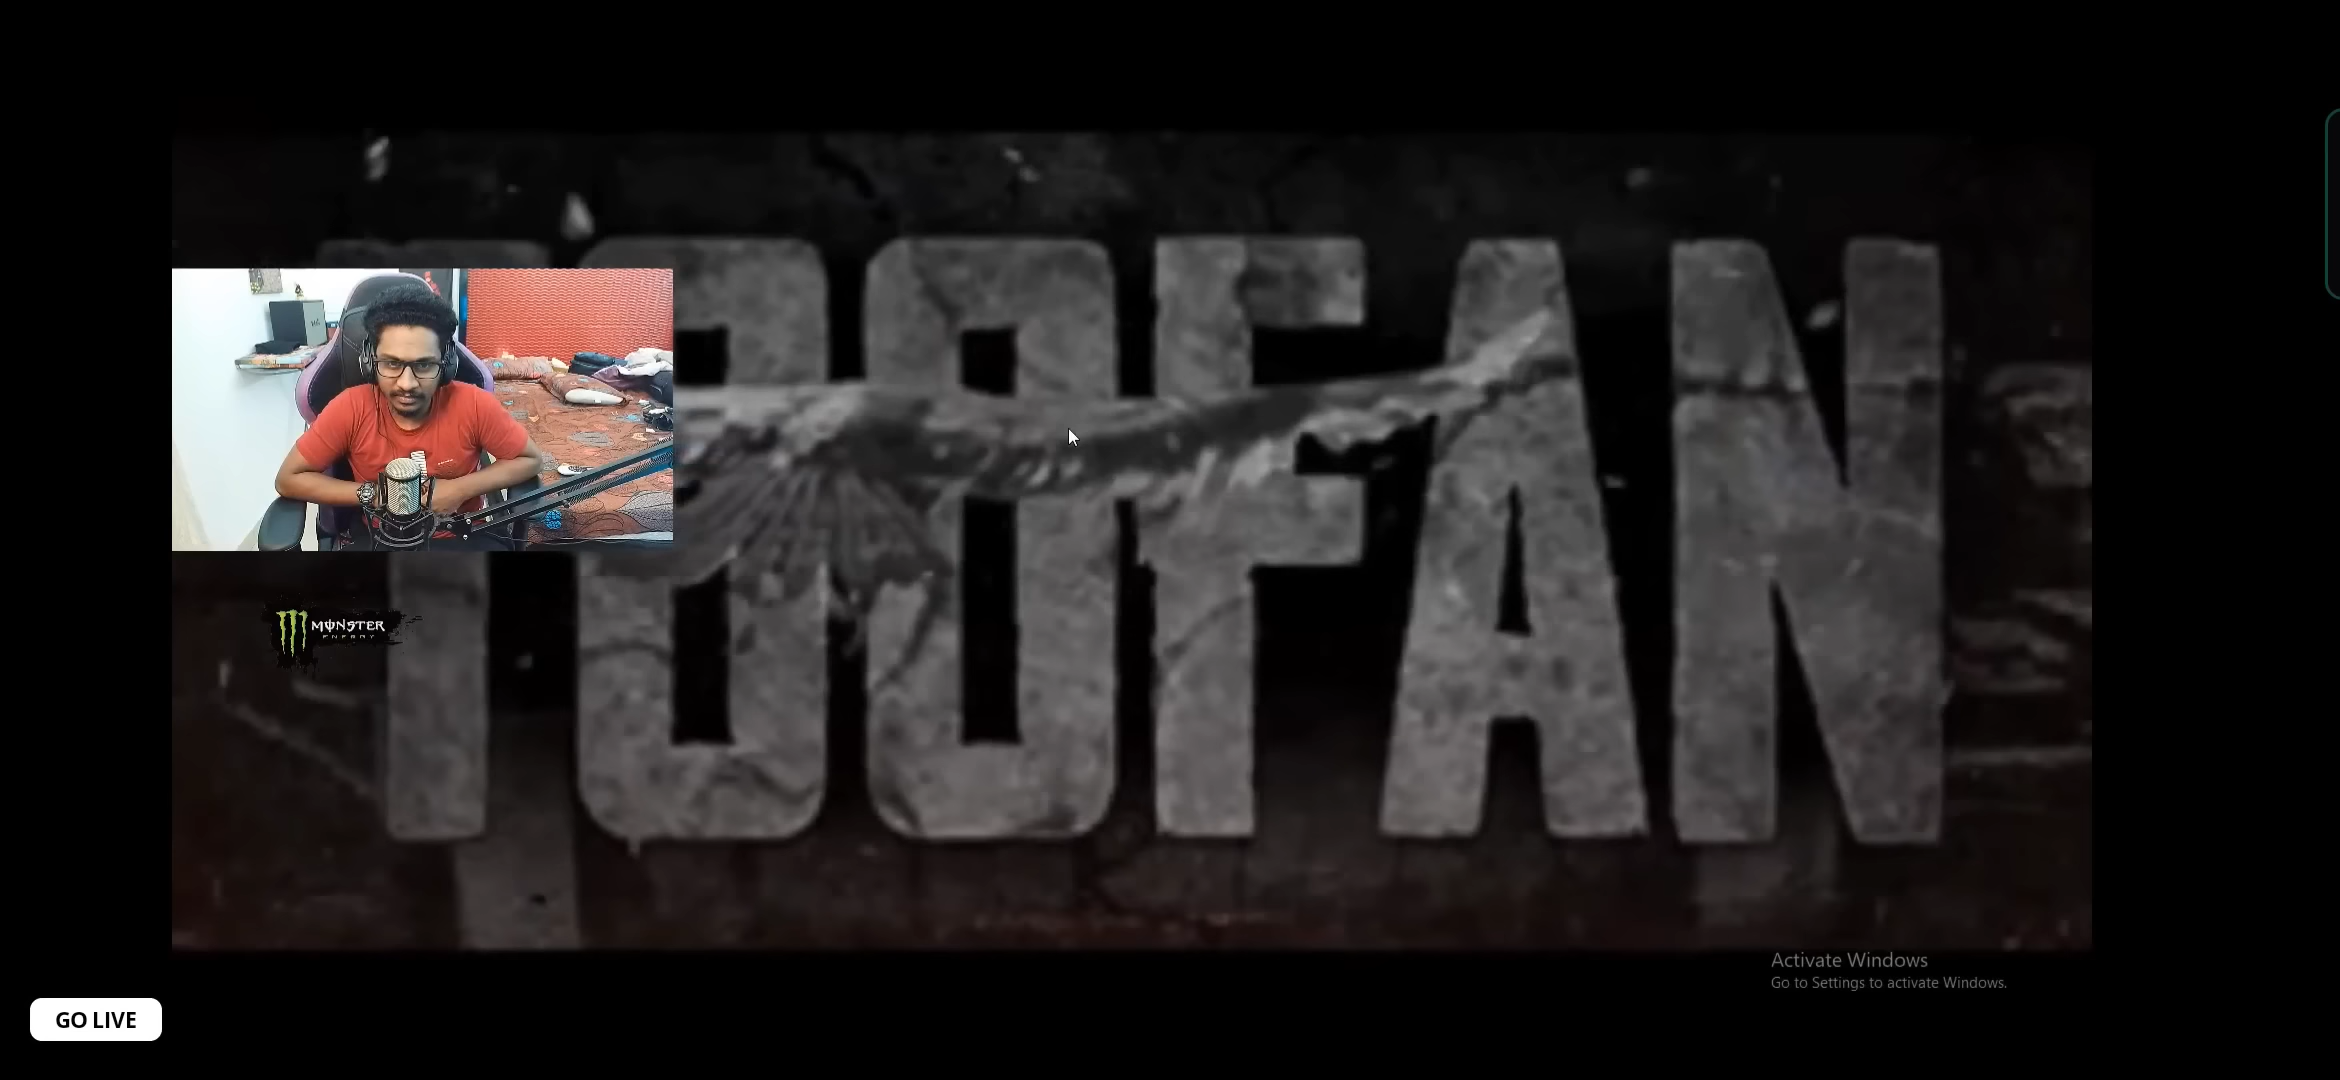 TOOFAN
MONSTER
ENERGY
Activate Windows
Go to Settings to activate Windows.
GO LIVE